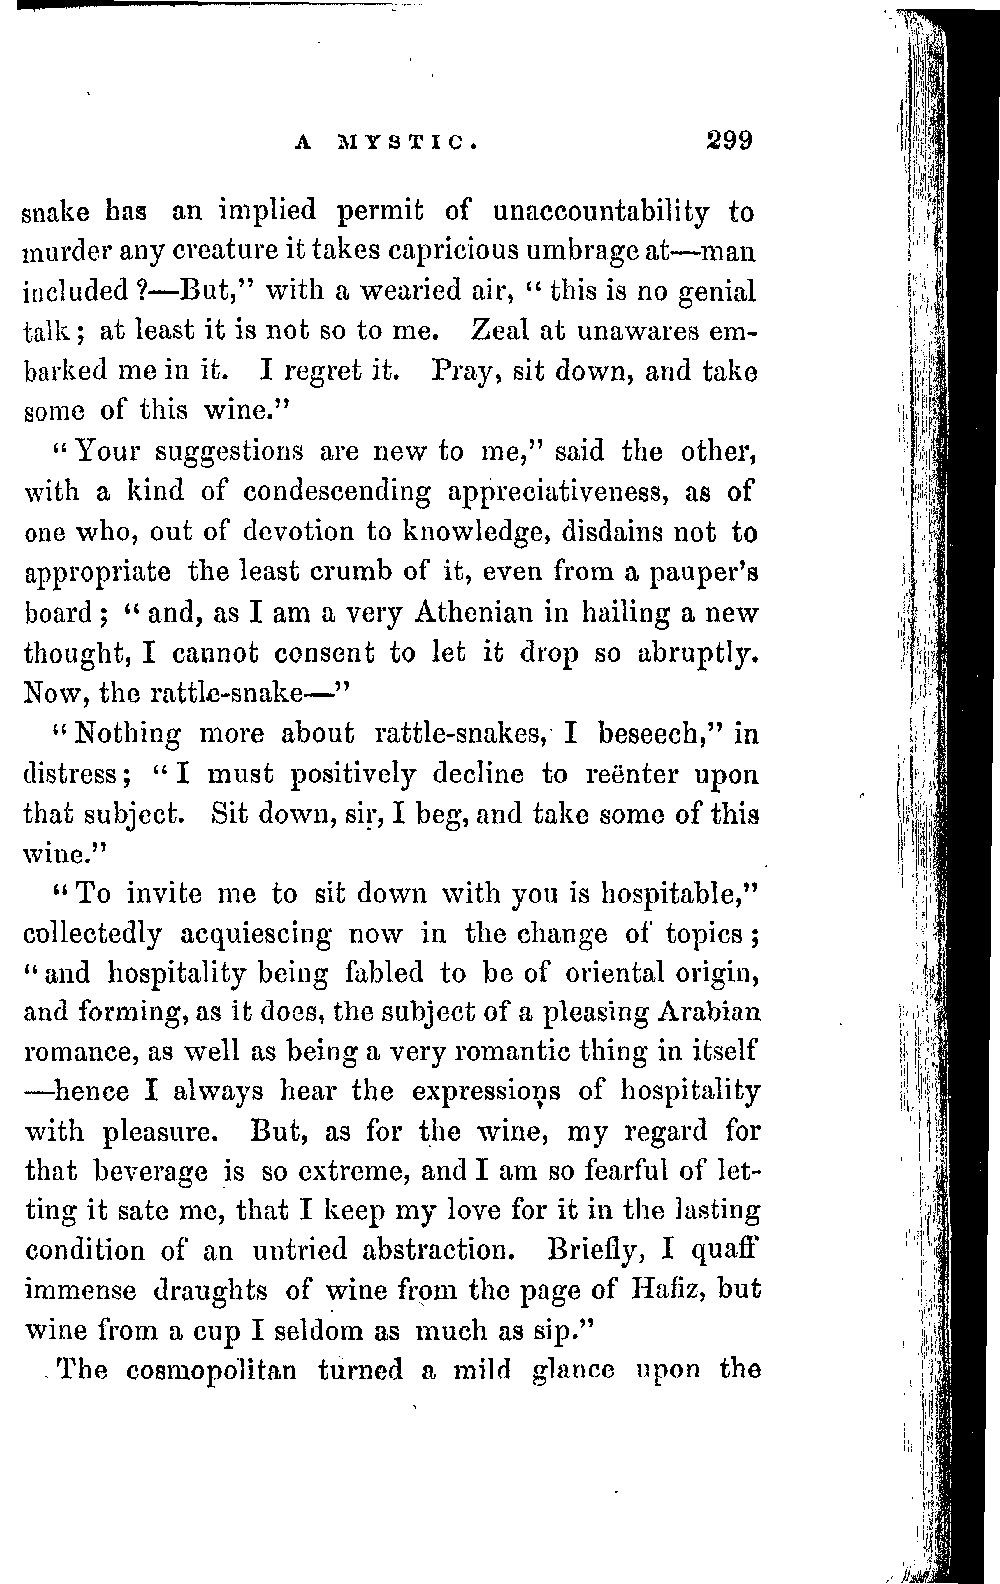 A MYSTIC. 299
snake has an implied permit of unaccountability to
murder any creature it takes capricious umbrage at—man
included ?—But," with a wearied air, " this is no genial
talk ; at least it is not so to me. Zeal at unawares em-
barked me in it. I regret it. Pray, sit down, and take
some of this wine."
" Your suggestions are new to me," said the other,
with a kind of condescending appreciativeness, as of
one who, out of devotion to knowledge, disdains not to
appropriate the least crumb of it, even from a pauper's
board ; " and, as I am a very Athenian in hailing a new
thought, I cannot consent to let it drop so abruptly.
Now, the rattle-snake—"
" Nothing more about rattle-snakes, I beseech," in
distress ; " I must positively decline to reënter upon
that subject. Sit down, sir, I beg, and take some of this
wine."
" To invite me to sit down with you is hospitable,"
collectedly acquiescing now in the change of topics ;
" and hospitality being fabled to be of oriental origin,
and forming, as it does, the subject of a pleasing Arabian
romance, as well as being a very romantic thing in itself
—hence I always hear the expressions of hospitality
with pleasure. But, as for the wine, my regard for
that beverage is so extreme, and I am so fearful of let-
ting it sate me, that I keep my love for it in the lasting
condition of an untried abstraction. Briefly, I quaff
immense draughts of wine from the page of Hafiz, but
wine from a cup I seldom as much as sip."
The cosmopolitan turned a mild glance upon the